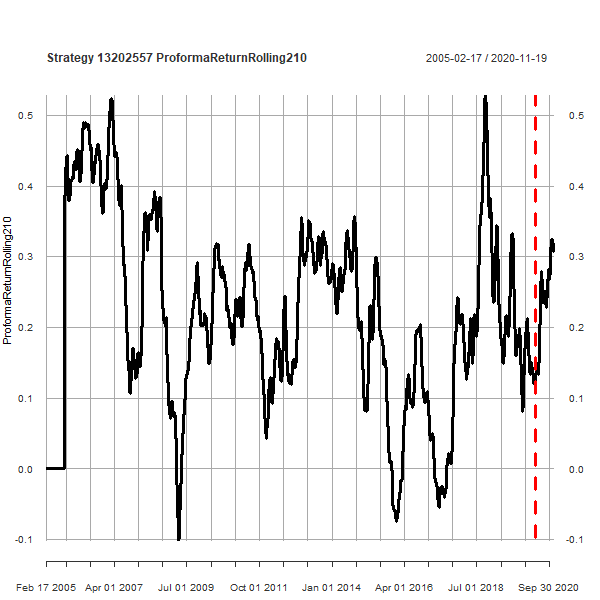 Strategy 13202557 ProformaReturnRolling210
2005-02-17 / 2020-11-19
0.5
0.5
0.4
0.4
0.3
0.3
0.2
0.2
0.1
0.1
0.0
0.0
-0.1
-0.1
ProformaReturnRolling210
Feb 17 2005
Apr 01 2007
Jul 01 2009
Oct 01 2011
Jan 01 2014
Apr 01 2016
Jul 01 2018
Sep 30 2020